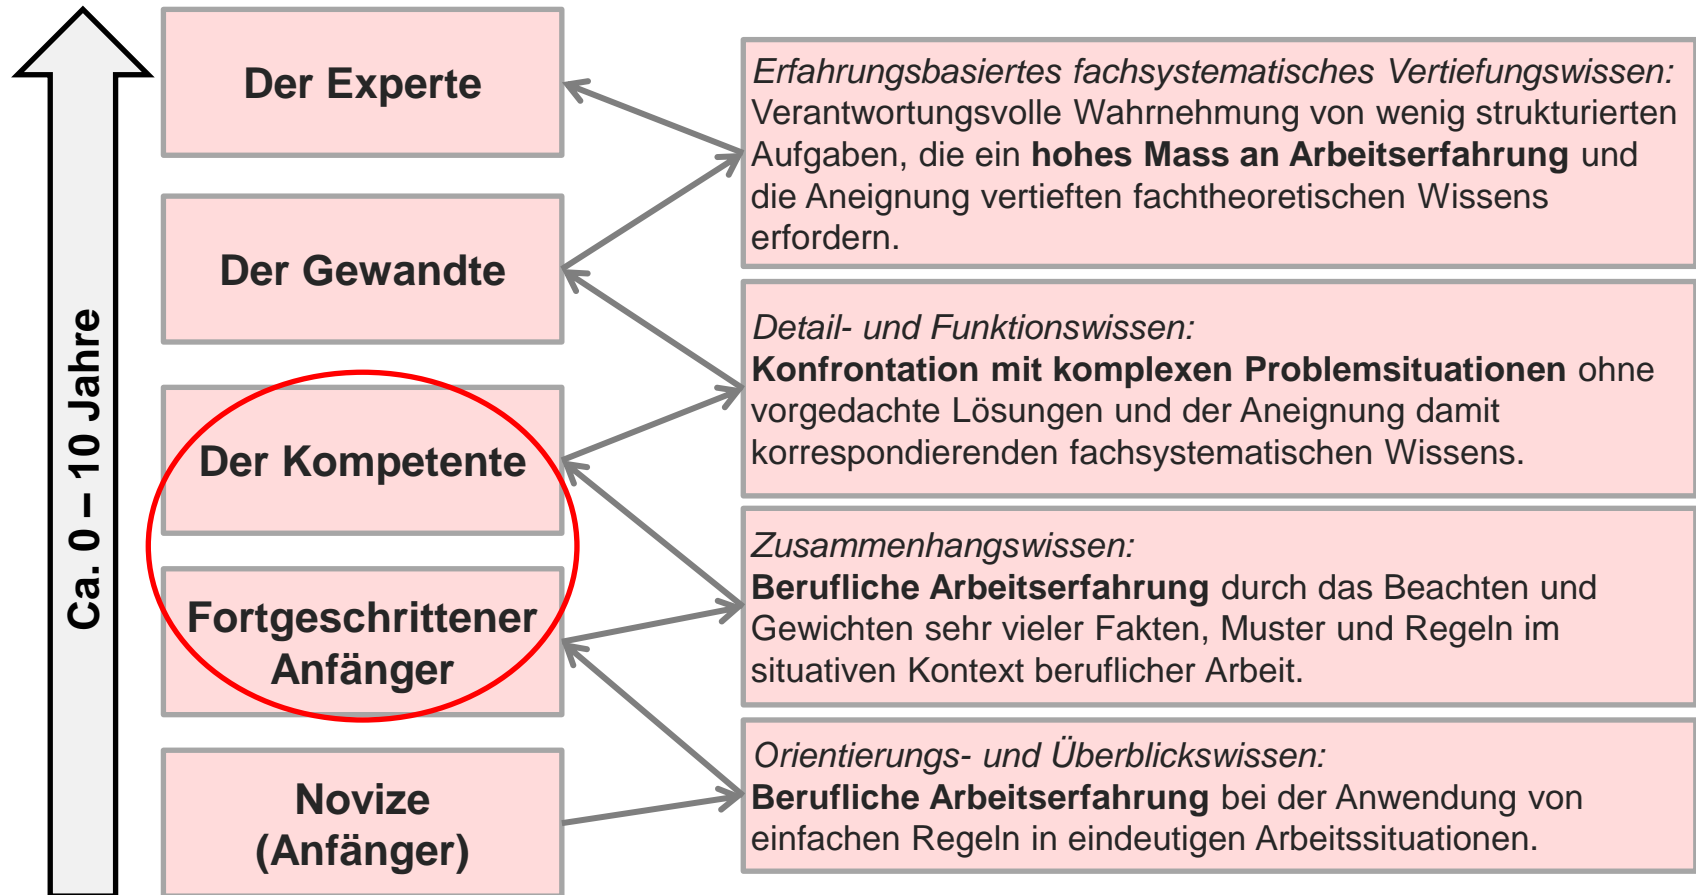 Ca. 0 – 10 Jahre
Der Experte
Der Gewandte
Der Kompetente
Fortgeschrittener
Anfänger
Novize
(Anfänger)
Erfahrungsbasiertes fachsystematisches Vertiefungswissen:
Verantwortungsvolle Wahrnehmung von wenig strukturierten
Aufgaben, die ein hohes Mass an Arbeitserfahrung und
die Aneignung vertieften fachtheoretischen Wissens
erfordern.
Detail- und Funktionswissen:
Konfrontation mit komplexen Problemsituationen ohne
vorgedachte Lösungen und der Aneignung damit
korrespondierenden fachsystematischen Wissens.
Zusammenhangswissen:
Berufliche Arbeitserfahrung durch das Beachten und
Gewichten sehr vieler Fakten, Muster und Regeln im
situativen Kontext beruflicher Arbeit.
Orientierungs- und Überblickswissen:
Berufliche Arbeitserfahrung bei der Anwendung von
einfachen Regeln in eindeutigen Arbeitssituationen.